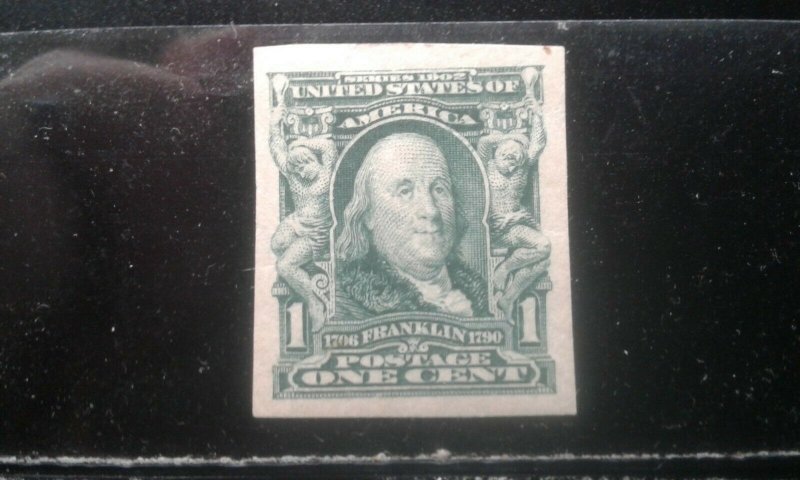 SERIES 1902
UNITED STATES OF
AMERICA
1 1
1706 FRANKLIN 1790
POSTAGE
ONE CENT